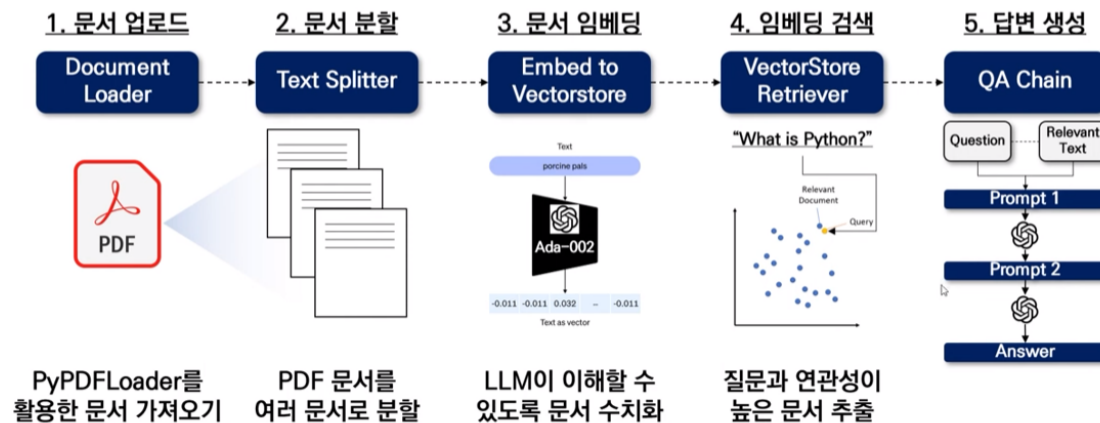 1. 문서 업로드
2. 문서 분할
3. 문서 임베딩
4. 임베딩 검색
5. 답변 생성
Document
Loader
Text Splitter
Embed to
Vectorstore
VectorStore
Retriever
QA Chain
PDF
Text
porcine pals
Ada-002
-0.011 -0.011 0.032 ... -0.011
Text as vector
“What is Python?”
Relevant
Document
Query
Question
Relevant
Text
Prompt 1
Prompt 2
Answer
PyPDFLoader를
활용한 문서 가져오기
PDF 문서를
여러 문서로 분할
LLM이 이해할 수
있도록 문서 수치화
질문과 연관성이
높은 문서 추출